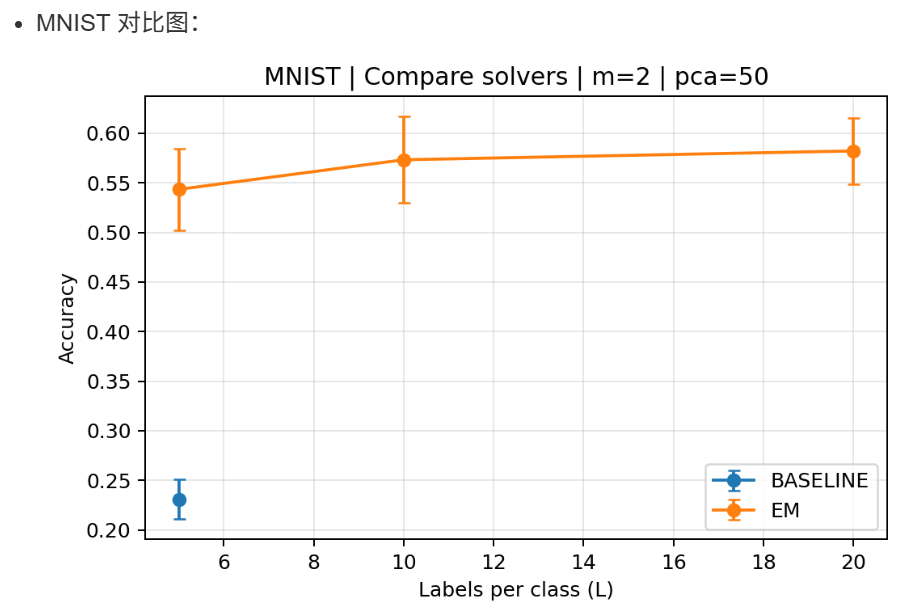 • MNIST 对比图：
MNIST | Compare solvers | m=2 | pca=50
0.60
0.55
0.50
0.45
0.40
0.35
0.30
0.25
0.20
Accuracy
BASELINE
EM
6 8 10 12 14 16 18 20
Labels per class (L)